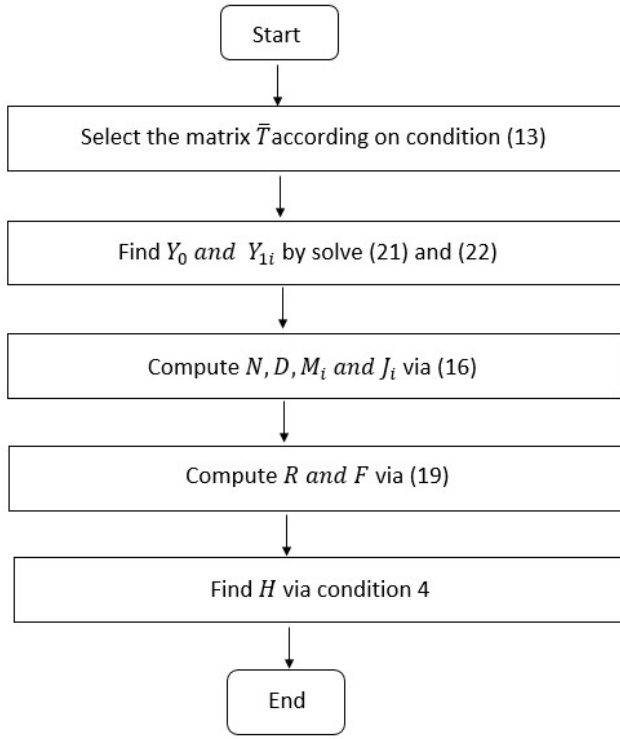 Start
Select the matrix T̿ according on condition (13)
Find Y₀ and Y₁ᵢ by solve (21) and (22)
Compute N, D, Mᵢ and Jᵢ via (16)
Compute R and F via (19)
Find H via condition 4
End